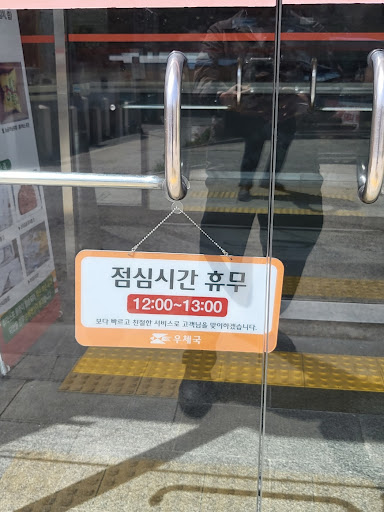 점심시간 휴무
12:00~13:00
보다 빠르고 친절한 서비스로 고객님을 맞이하겠습니다.
우체국